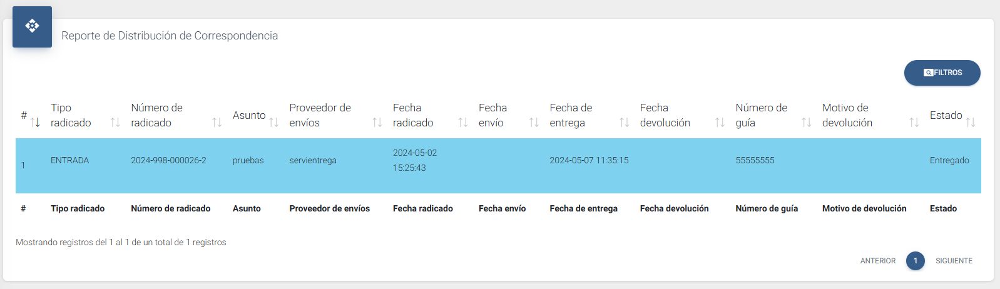 Reporte de Distribución de Correspondencia
FILTROS
# Tipo radicado Número de radicado Asunto Proveedor de envíos Fecha radicado Fecha envío Fecha de entrega Fecha devolución Número de guía Motivo de devolución Estado
1 ENTRADA 2024-998-000026-2 pruebas servientrega 2024-05-02 15:25:43 2024-05-07 11:35:15 55555555 Entregado
# Tipo radicado Número de radicado Asunto Proveedor de envíos Fecha radicado Fecha envío Fecha de entrega Fecha devolución Número de guía Motivo de devolución Estado
Mostrando registros del 1 al 1 de un total de 1 registros
ANTERIOR 1 SIGUIENTE